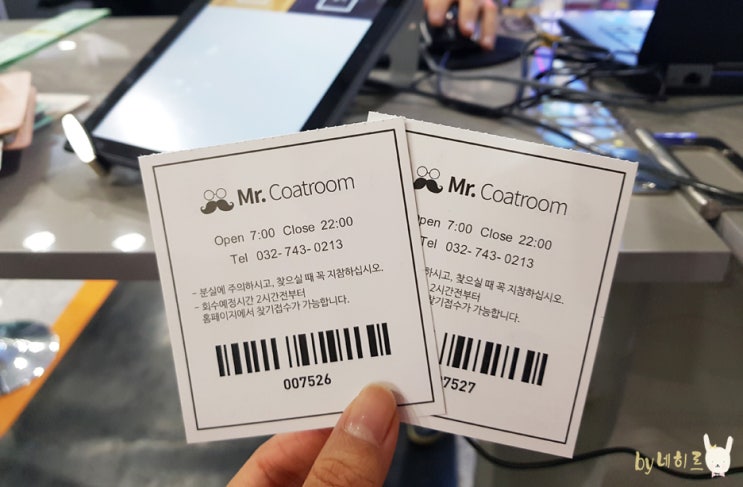 Mr. Coatroom
Open 7:00 Close 22:00
Tel 032-743-0213
- 분실에 주의하시고, 찾으실 때 꼭 지참하십시오.
- 회수예정시간 2시간전부터
홈페이지에서 찾기접수가 가능합니다.
007526
Mr. Coatroom
Open 7:00 Close 22:00
Tel 032-743-0213
하시고, 찾으실 때 꼭 지참하십시오.
2시간전부터
찾기접수가 가능합니다.
7527
by네히르